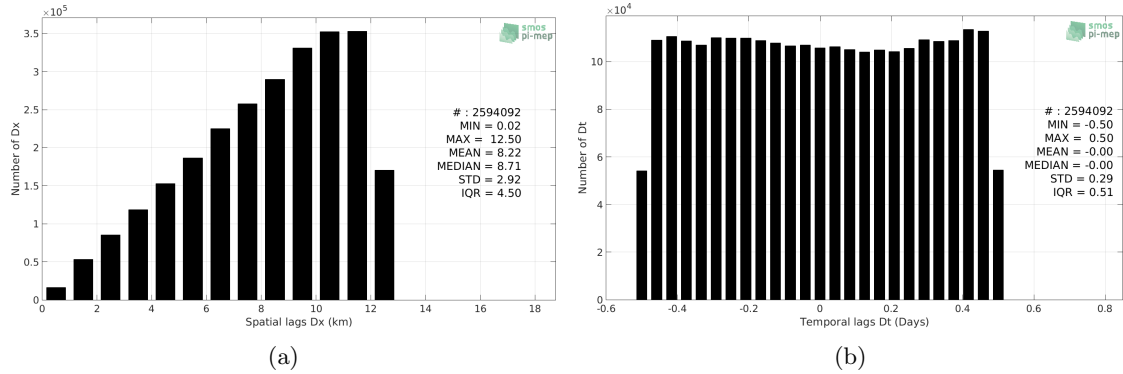 ×10⁵
3.5
3
2.5
2
1.5
1
0.5
0
0 2 4 6 8 10 12 14 16 18
Number of Dx
Spatial lags Dx (km)
smos
pi-mep
# : 2594092
MIN = 0.02
MAX = 12.50
MEAN = 8.22
MEDIAN = 8.71
STD = 2.92
IQR = 4.50
(a)
×10⁴
10
8
6
4
2
0
-0.6 -0.4 -0.2 0 0.2 0.4 0.6 0.8
Number of Dt
Temporal lags Dt (Days)
smos
pi-mep
# : 2594092
MIN = -0.50
MAX = 0.50
MEAN = -0.00
MEDIAN = -0.00
STD = 0.29
IQR = 0.51
(b)